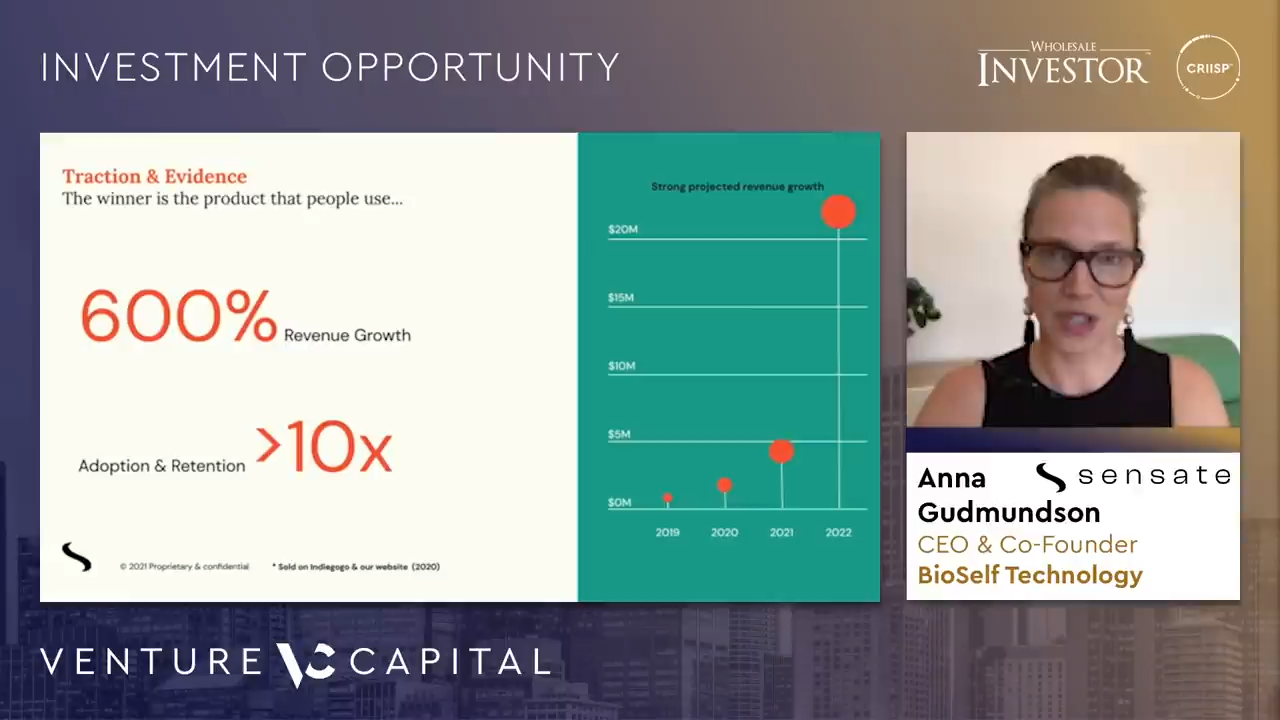 INVESTMENT OPPORTUNITY
WHOLESALE
INVESTOR
CRIISP
Traction & Evidence
The winner is the product that people use...
600% Revenue Growth
Adoption & Retention >10x
© 2021 Proprietary & confidential
* Sold on Indiegogo & our website (2020)
Strong projected revenue growth
$20M
$15M
$10M
$5M
$0M
2019 2020 2021 2022
sensate
Anna
Gudmundson
CEO & Co-Founder
BioSelf Technology
VENTURE VC CAPITAL